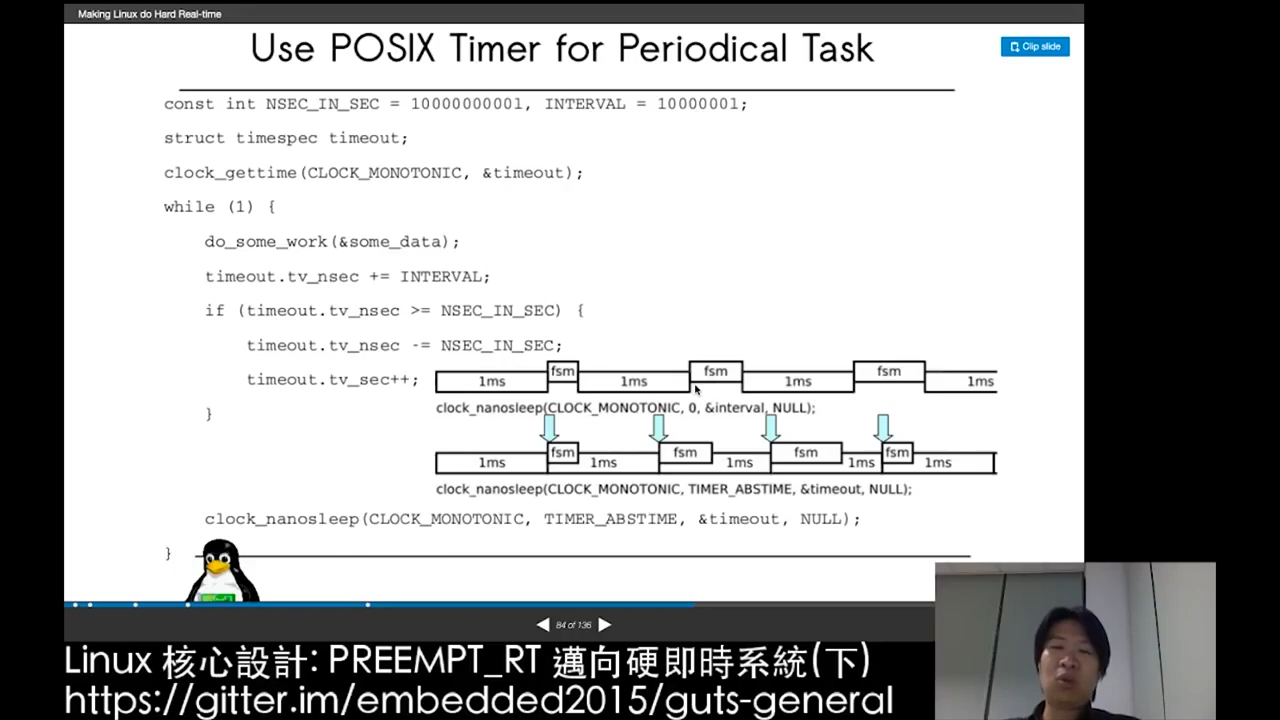 Making Linux do Hard Real-time
Use POSIX Timer for Periodical Task
Clip slide
const int NSEC_IN_SEC = 1000000000l, INTERVAL = 1000000l;
struct timespec timeout;
clock_gettime(CLOCK_MONOTONIC, &timeout);
while (1) {
do_some_work(&some_data);
timeout.tv_nsec += INTERVAL;
if (timeout.tv_nsec >= NSEC_IN_SEC) {
timeout.tv_nsec -= NSEC_IN_SEC;
timeout.tv_sec++;
}
1ms fsm 1ms fsm 1ms fsm 1ms
clock_nanosleep(CLOCK_MONOTONIC, 0, &interval, NULL);
1ms fsm 1ms fsm 1ms fsm 1ms fsm 1ms
clock_nanosleep(CLOCK_MONOTONIC, TIMER_ABSTIME, &timeout, NULL);
clock_nanosleep(CLOCK_MONOTONIC, TIMER_ABSTIME, &timeout, NULL);
}
84 of 136
Linux 核心設計: PREEMPT_RT 邁向硬即時系統(下)
https://gitter.im/embedded2015/guts-general